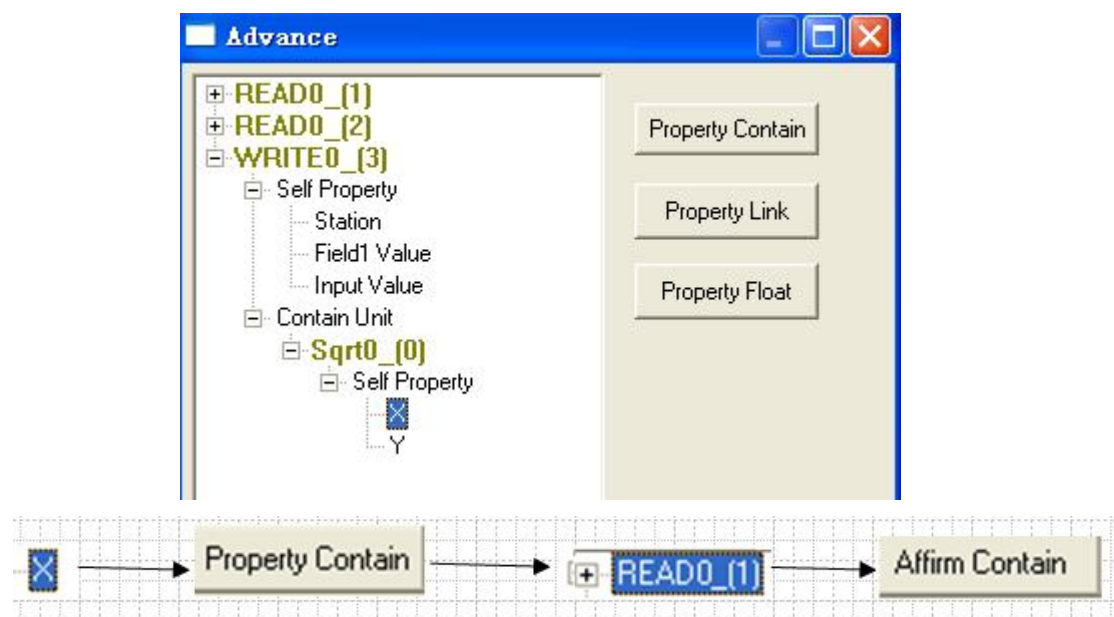 Advance
READ0_(1)
READ0_(2)
WRITE0_(3)
Self Property
Station
Field1 Value
Input Value
Contain Unit
Sqrt0_(0)
Self Property
X
Y
Property Contain
Property Link
Property Float
X Property Contain READ0_(1) Affirm Contain